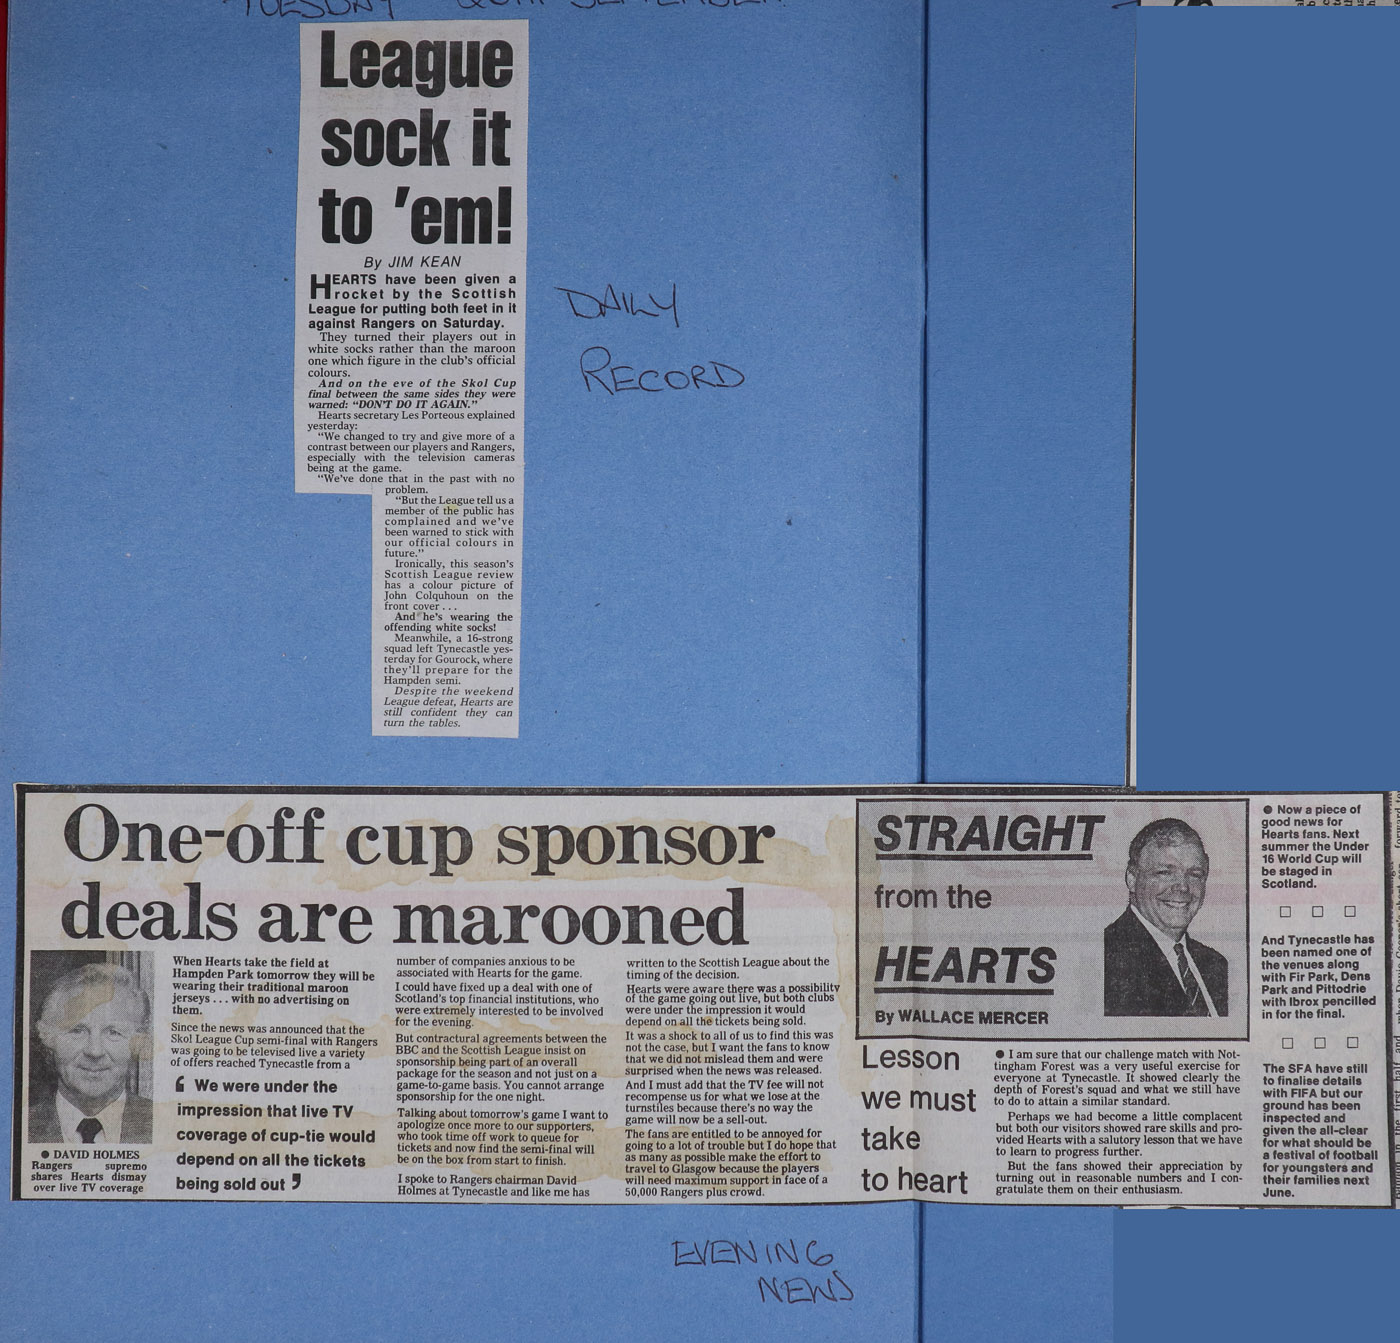 TUESDAY 20TH SEPTEMBER
League
sock it
to 'em!
By JIM KEAN
HEARTS have been given a
rocket by the Scottish
League for putting both feet in it
against Rangers on Saturday.
They turned their players out in
white socks rather than the maroon
one which figure in the club's official
colours.
And on the eve of the Skol Cup
final between the same sides they were
warned: "DON'T DO IT AGAIN."
Hearts secretary Les Porteous explained
yesterday:
"We changed to try and give more of a
contrast between our players and Rangers,
especially with the television cameras
being at the game.
"We've done that in the past with no
problem.
"But the League tell us a
member of the public has
complained and we've
been warned to stick with
our official colours in
future."
Ironically, this season's
Scottish League review
has a colour picture of
John Colquhoun on the
front cover . . .
And he's wearing the
offending white socks!
Meanwhile, a 16-strong
squad left Tynecastle yes-
terday for Gourock, where
they'll prepare for the
Hampden semi.
Despite the weekend
League defeat, Hearts are
still confident they can
turn the tables.
DAILY
RECORD
One-off cup sponsor
deals are marooned
● DAVID HOLMES
Rangers supremo
shares Hearts dismay
over live TV coverage
When Hearts take the field at
Hampden Park tomorrow they will be
wearing their traditional maroon
jerseys . . . with no advertising on
them.
Since the news was announced that the
Skol League Cup semi-final with Rangers
was going to be televised live a variety
of offers reached Tynecastle from a
‘ We were under the
impression that live TV
coverage of cup-tie would
depend on all the tickets
being sold out ’
number of companies anxious to be
associated with Hearts for the game.
I could have fixed up a deal with one of
Scotland's top financial institutions, who
were extremely interested to be involved
for the evening.
But contractural agreements between the
BBC and the Scottish League insist on
sponsorship being part of an overall
package for the season and not just on a
game-to-game basis. You cannot arrange
sponsorship for the one night.
Talking about tomorrow's game I want to
apologize once more to our supporters,
who took time off work to queue for
tickets and now find the semi-final will
be on the box from start to finish.
I spoke to Rangers chairman David
Holmes at Tynecastle and like me has
written to the Scottish League about the
timing of the decision.
Hearts were aware there was a possibility
of the game going out live, but both clubs
were under the impression it would
depend on all the tickets being sold.
It was a shock to all of us to find this was
not the case, but I want the fans to know
that we did not mislead them and were
surprised when the news was released.
And I must add that the TV fee will not
recompense us for what we lose at the
turnstiles because there's no way the
game will now be a sell-out.
The fans are entitled to be annoyed for
going to a lot of trouble but I do hope that
as many as possible make the effort to
travel to Glasgow because the players
will need maximum support in face of a
50,000 Rangers plus crowd.
STRAIGHT
from the
HEARTS
By WALLACE MERCER
Lesson
we must
take
to heart
● I am sure that our challenge match with Not-
tingham Forest was a very useful exercise for
everyone at Tynecastle. It showed clearly the
depth of Forest's squad and what we still have
to do to attain a similar standard.
Perhaps we had become a little complacent
but both our visitors showed rare skills and pro-
vided Hearts with a salutory lesson that we have
to learn to progress further.
But the fans showed their appreciation by
turning out in reasonable numbers and I con-
gratulate them on their enthusiasm.
● Now a piece of
good news for
Hearts fans. Next
summer the Under
16 World Cup will
be staged in
Scotland.
□ □ □
And Tynecastle has
been named one of
the venues along
with Fir Park, Dens
Park and Pittodrie
with Ibrox pencilled
in for the final.
□ □ □
The SFA have still
to finalise details
with FIFA but our
ground has been
inspected and
given the all-clear
for what should be
a festival of football
for youngsters and
their families next
June.
EVENING
NEWS